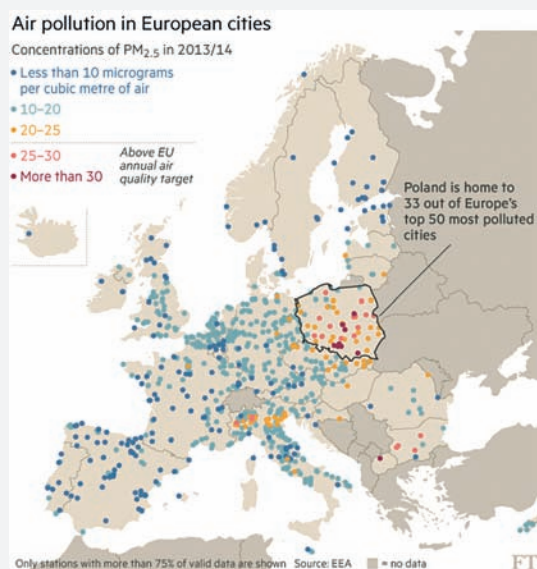 Air pollution in European cities
Concentrations of PM2.5 in 2013/14
Less than 10 micrograms
per cubic metre of air
10–20
20–25
25–30
More than 30
Above EU
annual air
quality target
Poland is home to
33 out of Europe's
top 50 most polluted
cities
Only stations with more than 75% of valid data are shown Source: EEA = no data
FT